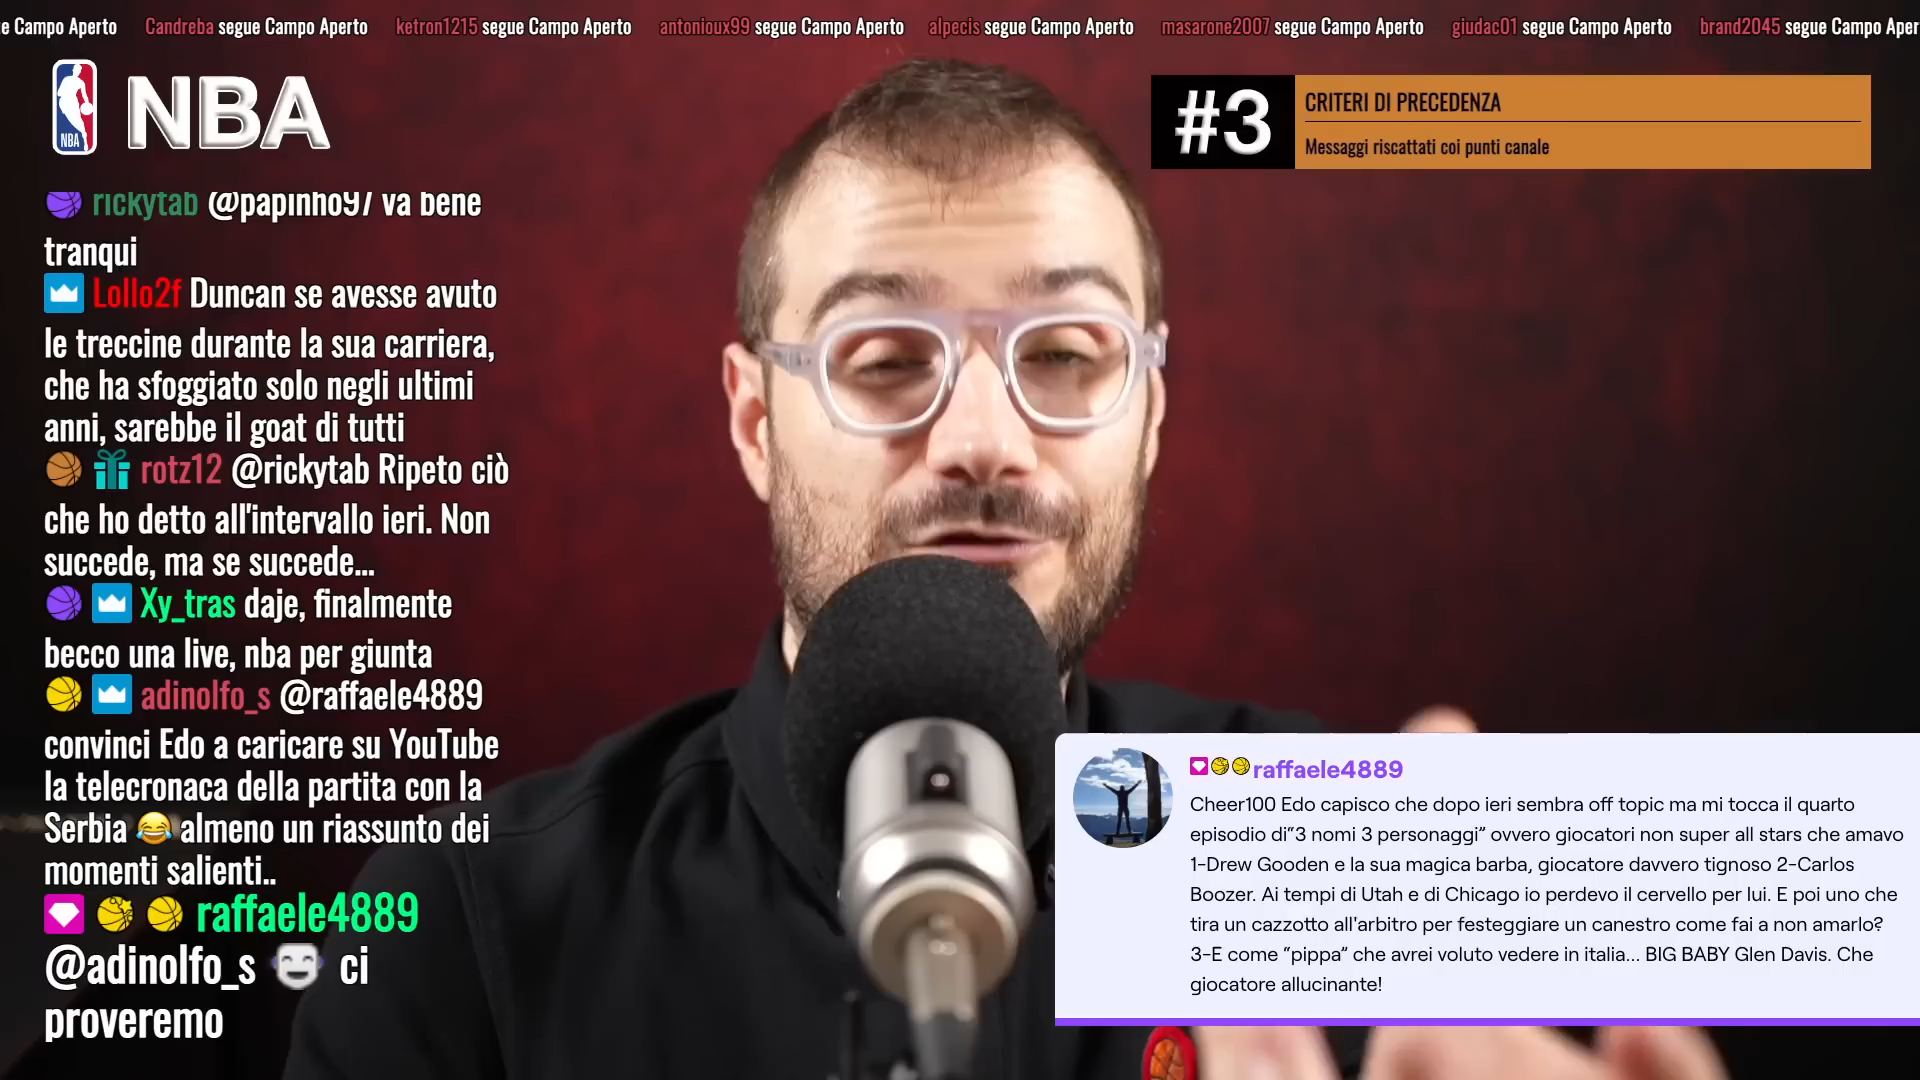 e Campo Aperto Candreba segue Campo Aperto ketron1215 segue Campo Aperto antonioux99 segue Campo Aperto alpecis segue Campo Aperto masarone2007 segue Campo Aperto giudac01 segue Campo Aperto brand2045 segue Campo Aper
NBA NBA
#3 CRITERI DI PRECEDENZA
Messaggi riscattati coi punti canale
rickytab @papinho97 va bene
tranqui
Lollo2f Duncan se avesse avuto
le treccine durante la sua carriera,
che ha sfoggiato solo negli ultimi
anni, sarebbe il goat di tutti
rotz12 @rickytab Ripeto ciò
che ho detto all'intervallo ieri. Non
succede, ma se succede...
Xy_tras daje, finalmente
becco una live, nba per giunta
adinolfo_s @raffaele4889
convinci Edo a caricare su YouTube
la telecronaca della partita con la
Serbia 😂 almeno un riassunto dei
momenti salienti..
raffaele4889
@adinolfo_s ci
proveremo
raffaele4889
Cheer100 Edo capisco che dopo ieri sembra off topic ma mi tocca il quarto
episodio di“3 nomi 3 personaggi” ovvero giocatori non super all stars che amavo
1-Drew Gooden e la sua magica barba, giocatore davvero tignoso 2-Carlos
Boozer. Ai tempi di Utah e di Chicago io perdevo il cervello per lui. E poi uno che
tira un cazzotto all'arbitro per festeggiare un canestro come fai a non amarlo?
3-E come “pippa” che avrei voluto vedere in italia... BIG BABY Glen Davis. Che
giocatore allucinante!